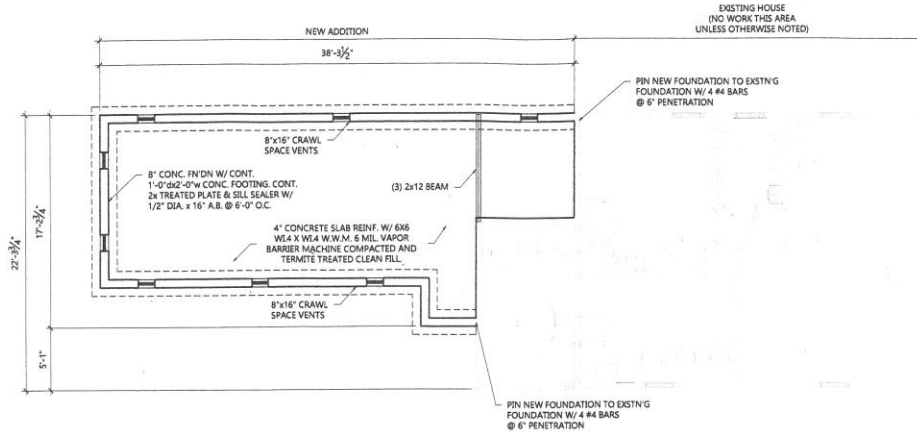 EXISTING HOUSE
(NO WORK THIS AREA
UNLESS OTHERWISE NOTED)
NEW ADDITION
38'-3½"
PIN NEW FOUNDATION TO EXSTN'G
FOUNDATION W/ 4 #4 BARS
@ 6" PENETRATION
8"x16" CRAWL
SPACE VENTS
8" CONC. FN'DN W/ CONT.
1'-0"dx2'-0"w CONC. FOOTING. CONT.
2x TREATED PLATE & SILL SEALER W/
1/2" DIA. x 16" A.B. @ 6'-0" O.C.
(3) 2x12 BEAM
4" CONCRETE SLAB REINF. W/ 6X6
W1.4 X W1.4 W.W.M. 6 MIL. VAPOR
BARRIER MACHINE COMPACTED AND
TERMITE TREATED CLEAN FILL.
17'-2¾"
22'-3¾"
8"x16" CRAWL
SPACE VENTS
5'-1"
PIN NEW FOUNDATION TO EXSTN'G
FOUNDATION W/ 4 #4 BARS
@ 6" PENETRATION